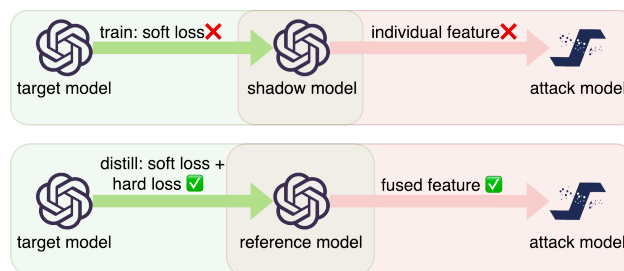 train: soft loss❌
individual feature❌
target model
shadow model
attack model
distill: soft loss +
hard loss ✅
fused feature ✅
target model
reference model
attack model